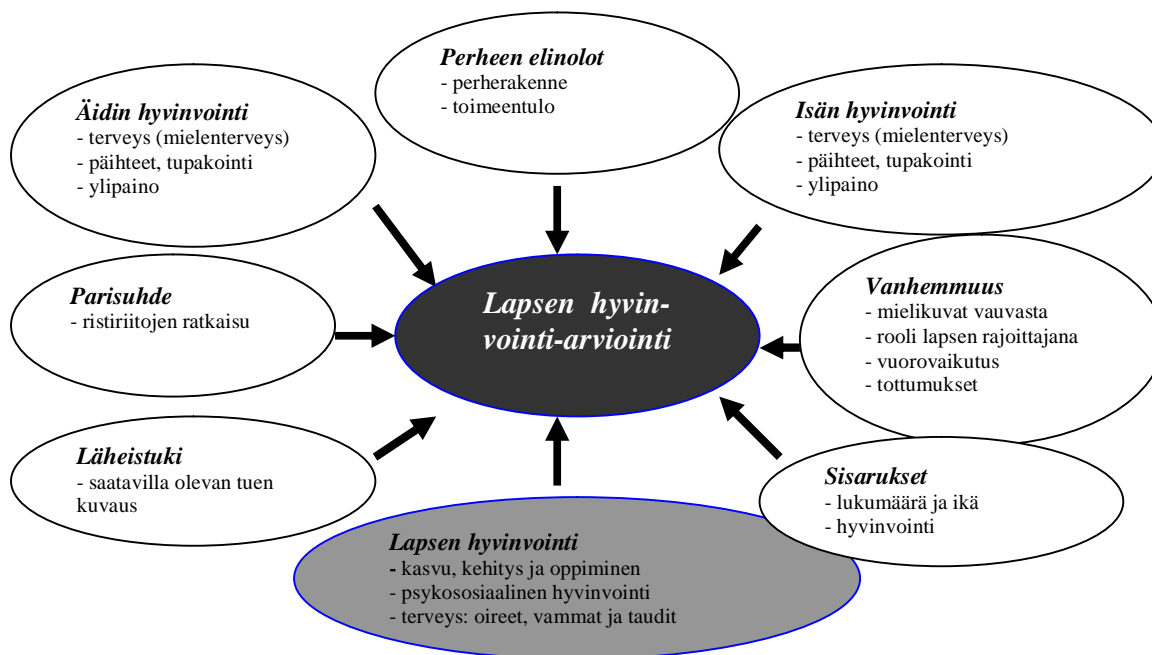 Perheen elinolot
- perherakenne
- toimeentulo
Äidin hyvinvointi
- terveys (mielenterveys)
- päihteet, tupakointi
- ylipaino
Isän hyvinvointi
- terveys (mielenterveys)
- päihteet, tupakointi
- ylipaino
Parisuhde
- ristiriitojen ratkaisu
Lapsen hyvin-
vointi-arviointi
Vanhemmuus
- mielikuvat vauvasta
- rooli lapsen rajoittajana
- vuorovaikutus
- tottumukset
Läheistuki
- saatavilla olevan tuen
kuvaus
Sisarukset
- lukumäärä ja ikä
- hyvinvointi
Lapsen hyvinvointi
- kasvu, kehitys ja oppiminen
- psykososiaalinen hyvinvointi
- terveys: oireet, vammat ja taudit